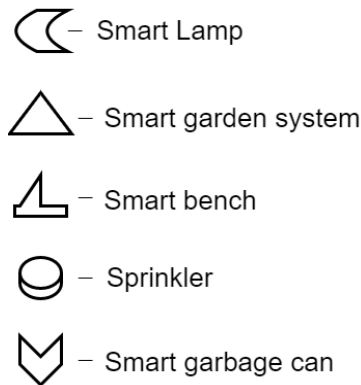 – Smart Lamp
– Smart garden system
– Smart bench
– Sprinkler
– Smart garbage can